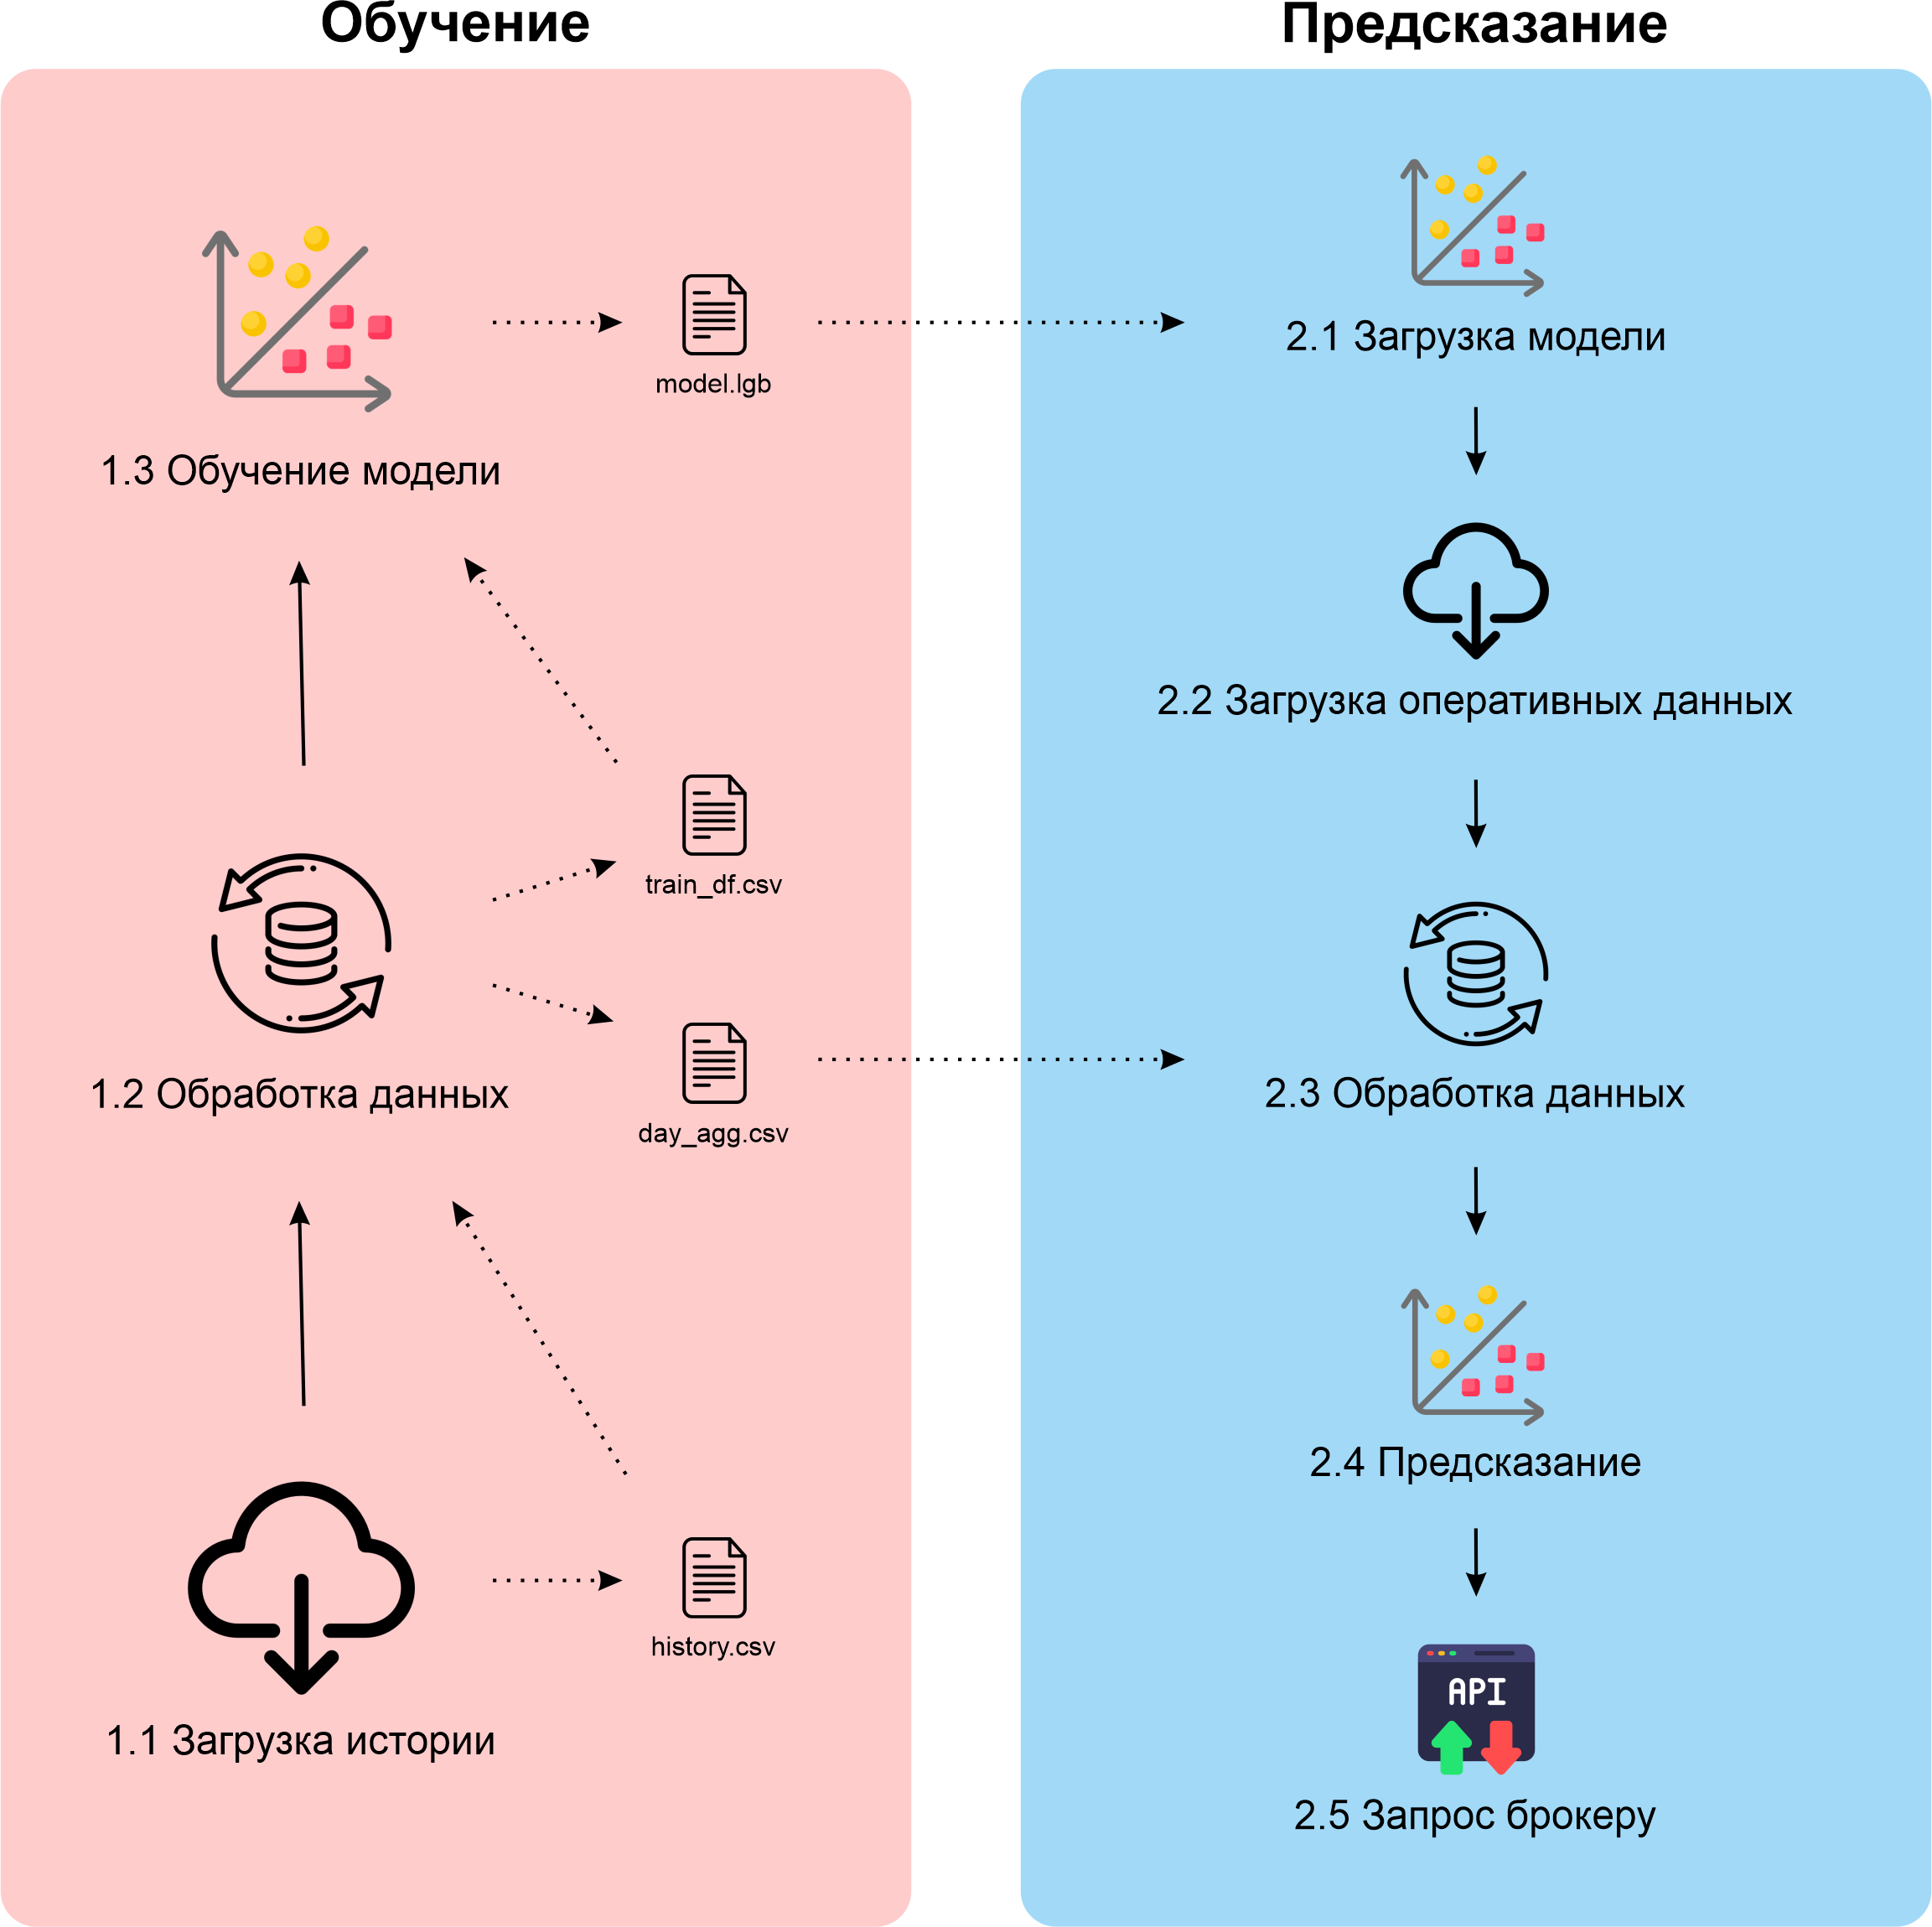 Обучение
1.3 Обучение модели
model.lgb
train_df.csv
1.2 Обработка данных
day_agg.csv
history.csv
1.1 Загрузка истории
Предсказание
2.1 Загрузка модели
2.2 Загрузка оперативных данных
2.3 Обработка данных
2.4 Предсказание
API
2.5 Запрос брокеру